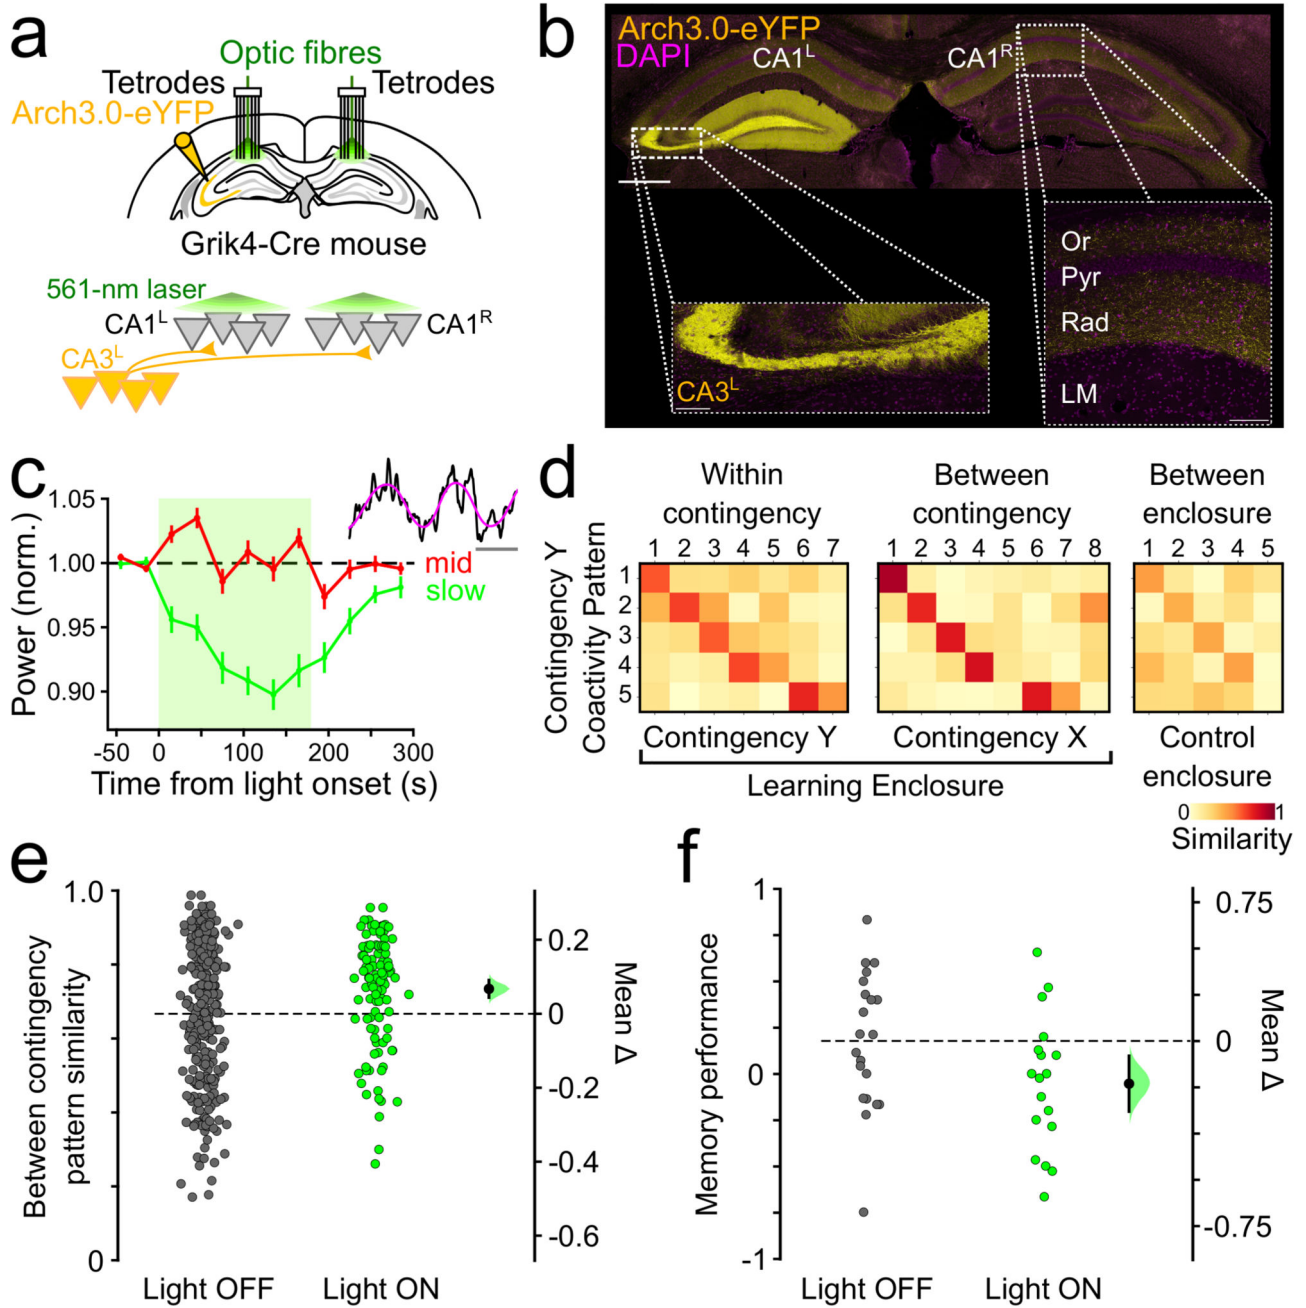 a
Optic fibres
Tetrodes
Tetrodes
Arch3.0-eYFP
Grik4-Cre mouse
561-nm laser
CA1L
CA1R
CA3L
b
Arch3.0-eYFP
DAPI
CA1L
CA1R
Or
Pyr
Rad
LM
CA3L
c
Power (norm.)
1.05
1.00
0.95
0.90
mid
slow
-50
0
100
200
300
Time from light onset (s)
d
Within
contingency
Between
contingency
Between
enclosure
Contingency Y
Coactivity Pattern
1 2 3 4 5 6 7
1 2 3 4 5 6 7 8
1 2 3 4 5
1
2
3
4
5
Contingency Y
Contingency X
Control
enclosure
Learning Enclosure
0
1
Similarity
e
Between contingency
pattern similarity
1.0
0
0.2
0
-0.2
-0.4
-0.6
Mean Δ
Light OFF
Light ON
f
Memory performance
1
0
-1
0.75
0
-0.75
Mean Δ
Light OFF
Light ON